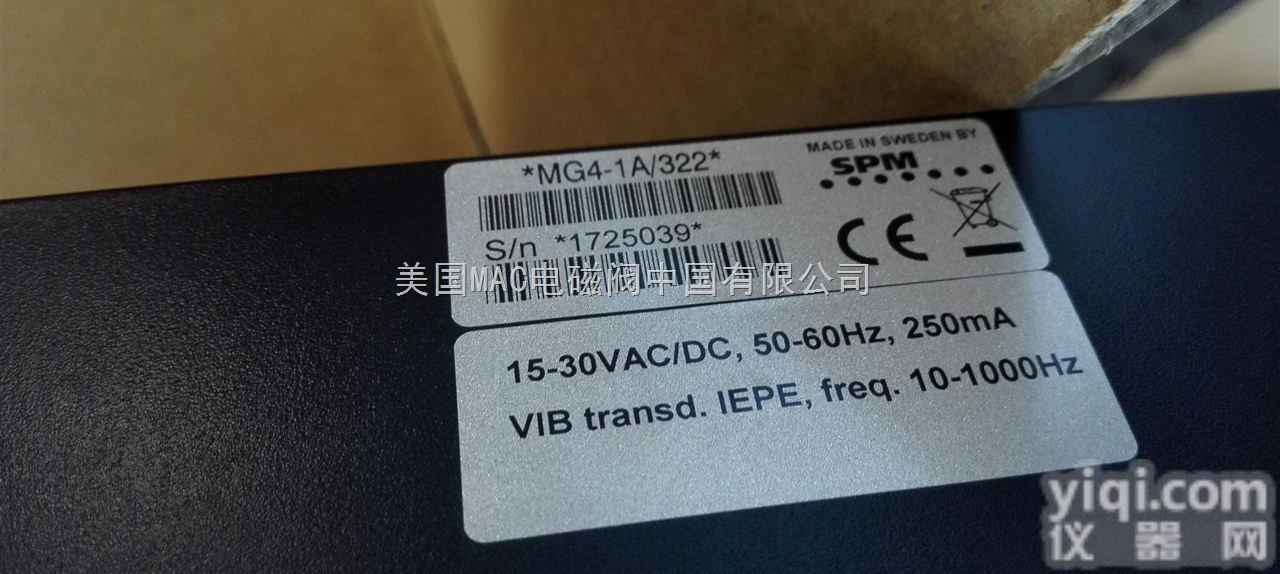 *MG4-1A/322*
MADE IN SWEDEN BY
SPM
CE
S/n *1725039*
美国MAC电磁阀中国有限公司
15-30VAC/DC, 50-60Hz, 250mA
VIB transd. IEPE, freq. 10-1000Hz
yiqi.com
仪器网